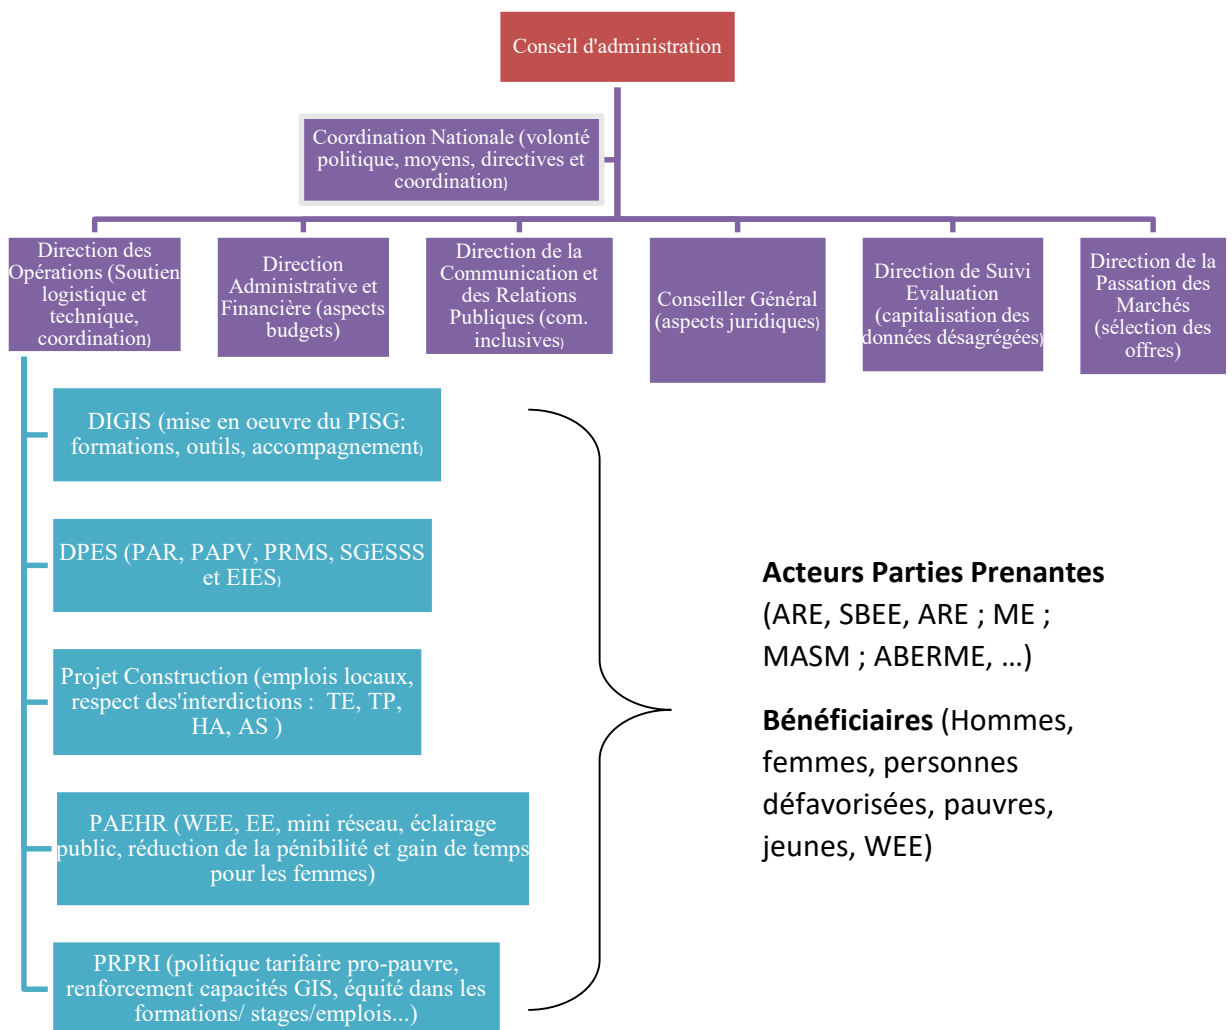 Conseil d'administration
Coordination Nationale (volonté
politique, moyens, directives et
coordination)
Direction des
Opérations (Soutien
logistique et
technique,
coordination)
Direction
Administrative et
Financière (aspects
budgets)
Direction de la
Communication et
des Relations
Publiques (com.
inclusives)
Conseiller Général
(aspects juridiques)
Direction de Suivi
Evaluation
(capitalisation des
données désagrégées)
Direction de la
Passation des
Marchés
(sélection des
offres)
DIGIS (mise en oeuvre du PISG:
formations, outils, accompagnement)
DPES (PAR, PAPV, PRMS, SGESSS
et EIES)
Projet Construction (emplois locaux,
respect des'interdictions : TE, TP,
HA, AS )
PAEHR (WEE, EE, mini réseau, éclairage
public, réduction de la pénibilité et gain de temps
pour les femmes)
PRPRI (politique tarifaire pro-pauvre,
renforcement capacités GIS, équité dans les
formations/ stages/emplois...)
Acteurs Parties Prenantes
(ARE, SBEE, ARE ; ME ;
MASM ; ABERME, …)
Bénéficiaires (Hommes,
femmes, personnes
défavorisées, pauvres,
jeunes, WEE)